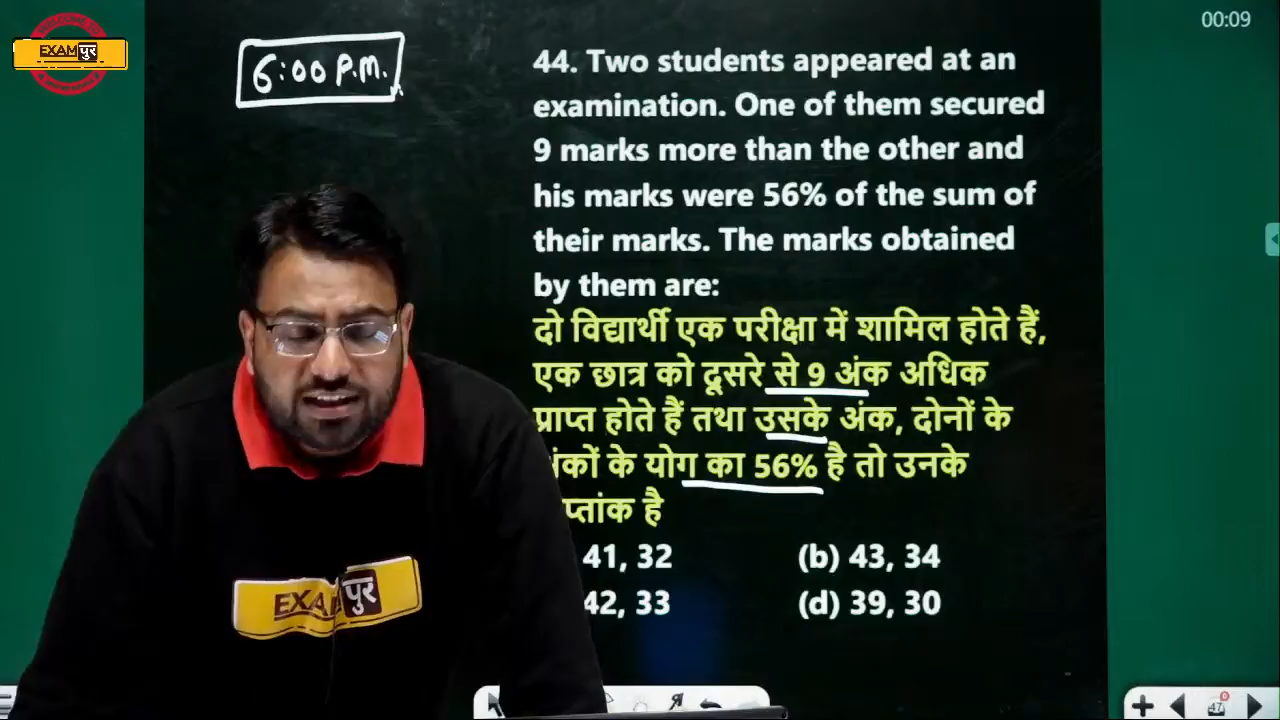 00:09
WELCOME TO
EXAMपुर
6:00 P.M.
44. Two students appeared at an
examination. One of them secured
9 marks more than the other and
his marks were 56% of the sum of
their marks. The marks obtained
by them are:
दो विद्यार्थी एक परीक्षा में शामिल होते हैं,
एक छात्र को दूसरे से 9 अंक अधिक
प्राप्त होते हैं तथा उसके अंक, दोनों के
अंकों के योग का 56% है तो उनके
प्राप्तांक है
41, 32 (b) 43, 34
42, 33 (d) 39, 30
EXAMपुर
47